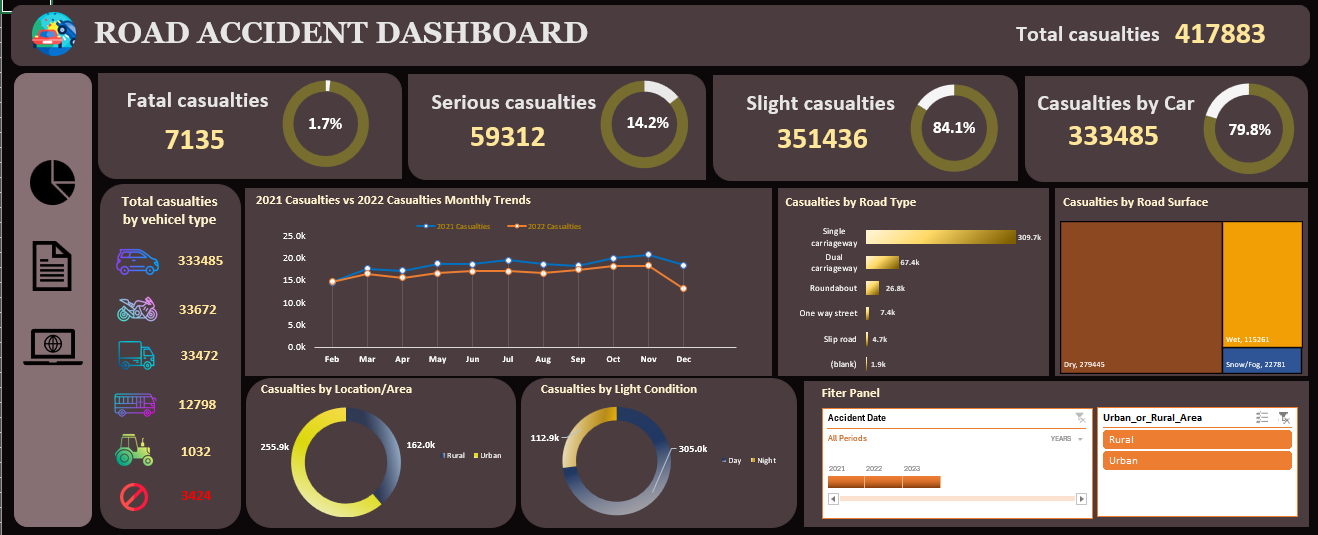 ROAD ACCIDENT DASHBOARD
Total casualties 417883
Fatal casualties
7135
1.7%
Serious casualties
59312
14.2%
Slight casualties
351436
84.1%
Casualties by Car
333485
79.8%
Total casualties
by vehicel type
333485
33672
33472
12798
1032
3424
2021 Casualties vs 2022 Casualties Monthly Trends
2021 Casualties
2022 Casualties
25.0k
20.0k
15.0k
10.0k
5.0k
0.0k
Feb Mar Apr May Jun Jul Aug Sep Oct Nov Dec
Casualties by Road Type
Single
carriageway
309.7k
Dual
carriageway
67.4k
Roundabout
26.8k
One way street
7.4k
Slip road
4.7k
(blank)
1.9k
Casualties by Road Surface
Dry, 279445
Wet, 115261
Snow/Fog, 22781
Casualties by Location/Area
255.9k
162.0k
Rural
Urban
Casualties by Light Condition
112.9k
305.0k
Day
Night
Fiter Panel
Accident Date
All Periods
YEARS
2021 2022 2023
Urban_or_Rural_Area
Rural
Urban